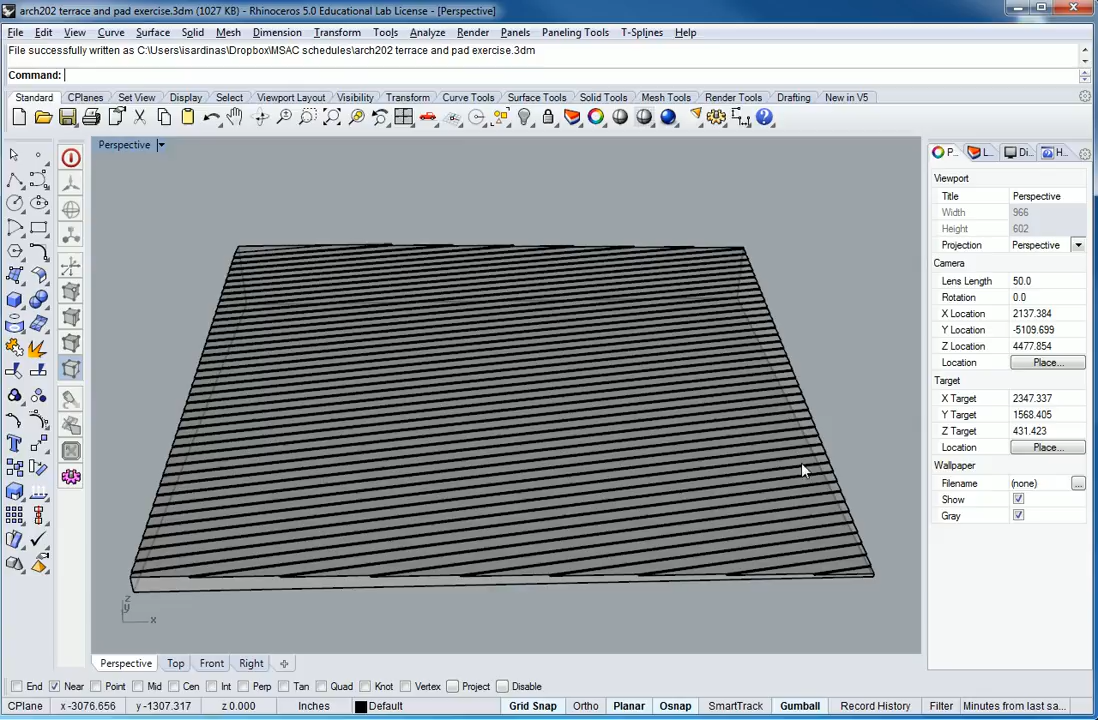 arch202 terrace and pad exercise.3dm (1027 KB) - Rhinoceros 5.0 Educational Lab License - [Perspective]
File Edit View Curve Surface Solid Mesh Dimension Transform Tools Analyze Render Panels Paneling Tools T-Splines Help
File successfully written as C:\Users\sardinas\Dropbox\MSAC schedules\arch202 terrace and pad exercise.3dm
Command:
Standard CPlanes Set View Display Select Viewport Layout Visibility Transform Curve Tools Surface Tools Solid Tools Mesh Tools Render Tools Drafting New in V5
Perspective
P... L... Di... H...
Viewport
Title Perspective
Width 966
Height 602
Projection Perspective
Camera
Lens Length 50.0
Rotation 0.0
X Location 2137.384
Y Location -5109.699
Z Location 4477.854
Location Place...
Target
X Target 2347.337
Y Target 1568.405
Z Target 431.423
Location Place...
Wallpaper
Filename (none) ...
Show
Gray
z
y
x
Perspective Top Front Right
End Near Point Mid Cen Int Perp Tan Quad Knot Vertex Project Disable
CPlane x -3076.656 y -1307.317 z 0.000 Inches Default Grid Snap Ortho Planar Osnap SmartTrack Gumball Record History Filter Minutes from last sa...